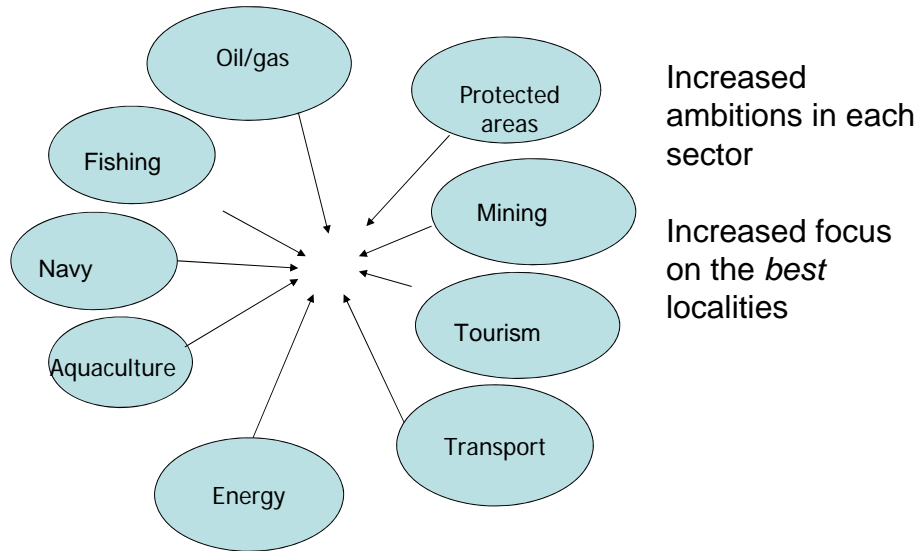 Oil/gas
Protected
areas
Fishing
Mining
Navy
Tourism
Aquaculture
Transport
Energy
Increased
ambitions in each
sector
Increased focus
on the best
localities